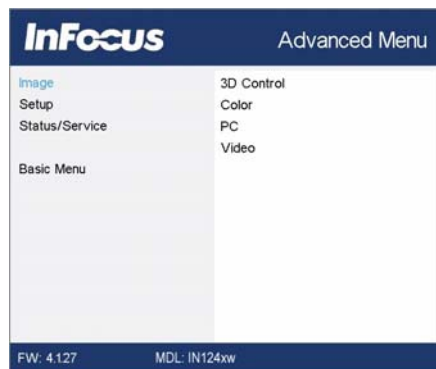 InFocus
Advanced Menu
Image
Setup
Status/Service
Basic Menu
3D Control
Color
PC
Video
FW: 4.1.27 MDL: IN124xw